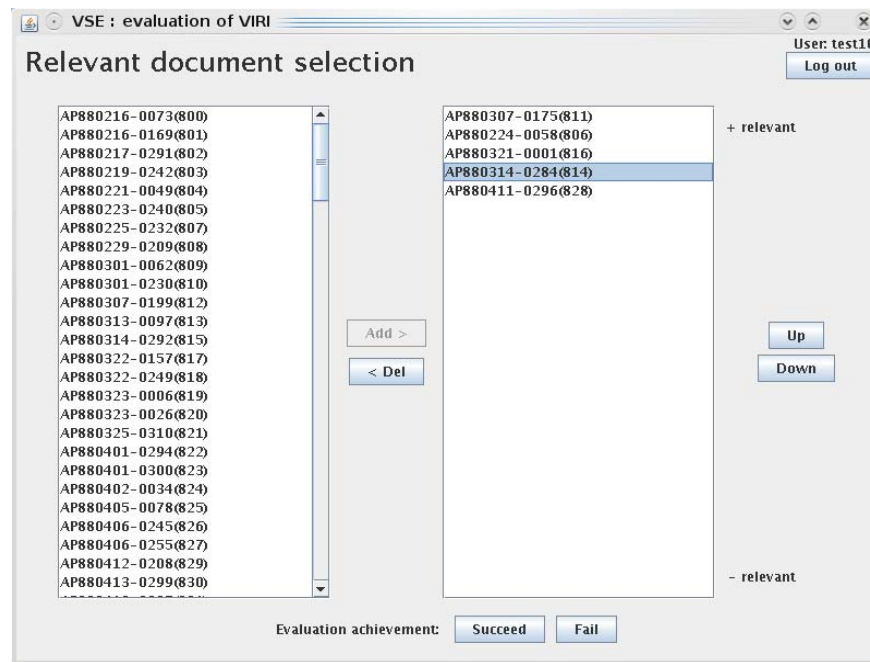 VSE : evaluation of VIRI
User: test10
Relevant document selection
Log out
AP880216-0073(800)
AP880216-0169(801)
AP880217-0291(802)
AP880219-0242(803)
AP880221-0049(804)
AP880223-0240(805)
AP880225-0232(807)
AP880229-0209(808)
AP880301-0062(809)
AP880301-0230(810)
AP880307-0199(812)
AP880313-0097(813)
AP880314-0292(815)
AP880322-0157(817)
AP880322-0249(818)
AP880323-0006(819)
AP880323-0026(820)
AP880325-0310(821)
AP880401-0294(822)
AP880401-0300(823)
AP880402-0034(824)
AP880405-0078(825)
AP880406-0245(826)
AP880406-0255(827)
AP880412-0208(829)
AP880413-0299(830)
Add >
< Del
AP880307-0175(811)
AP880224-0058(806)
AP880321-0001(816)
AP880314-0284(814)
AP880411-0296(828)
+ relevant
Up
Down
- relevant
Evaluation achievement:
Succeed
Fail